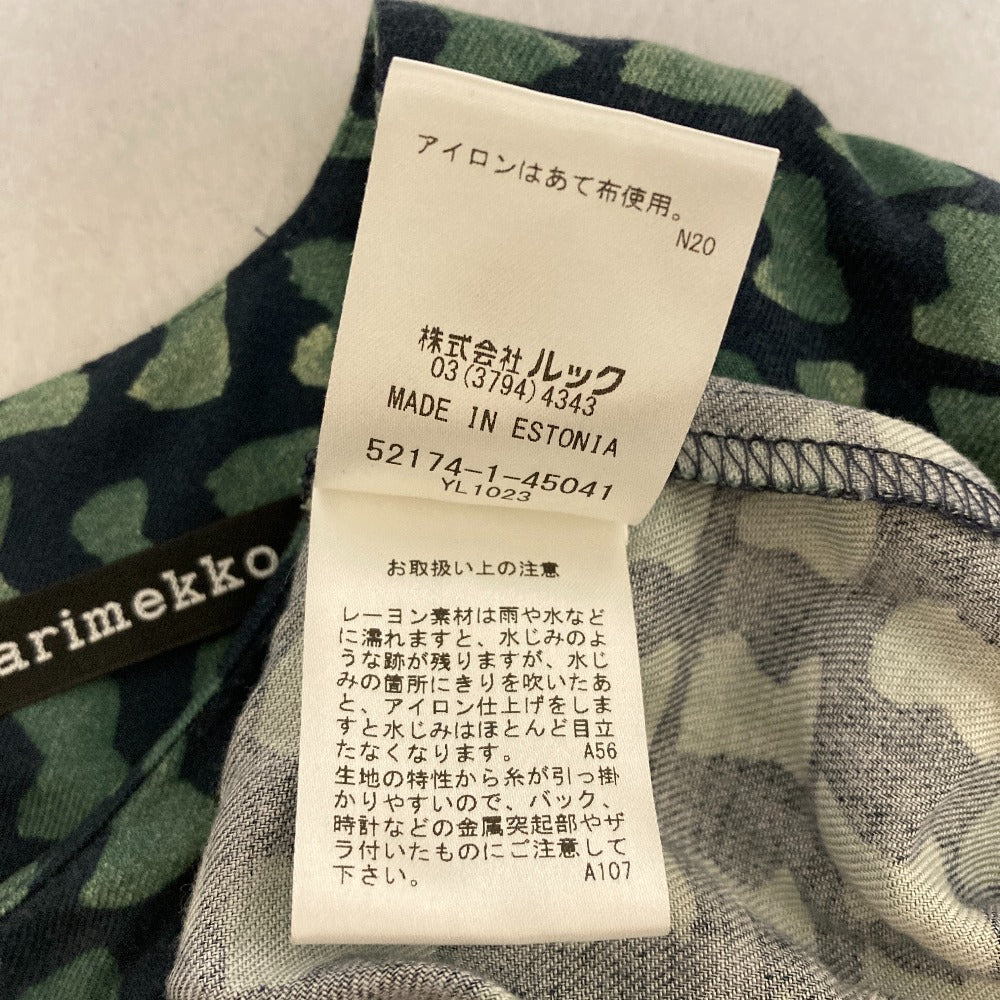 アイロンはあて布使用。
N20
株式会社 ルック
03(3794)4343
MADE IN ESTONIA
52174-1-45041
YL1023
arimekko
お取扱い上の注意
レーヨン素材は雨や水など
に濡れますと、水じみのよ
うな跡が残りますが、水じ
みの箇所にきりを吹いたあ
と、アイロン仕上げをしま
すと水じみはほとんど目立
たなくなります。 A56
生地の特性から糸が引っ掛
かりやすいので、バック、
時計などの金属突起部やザ
ラ付いたものにご注意して
下さい。 A107